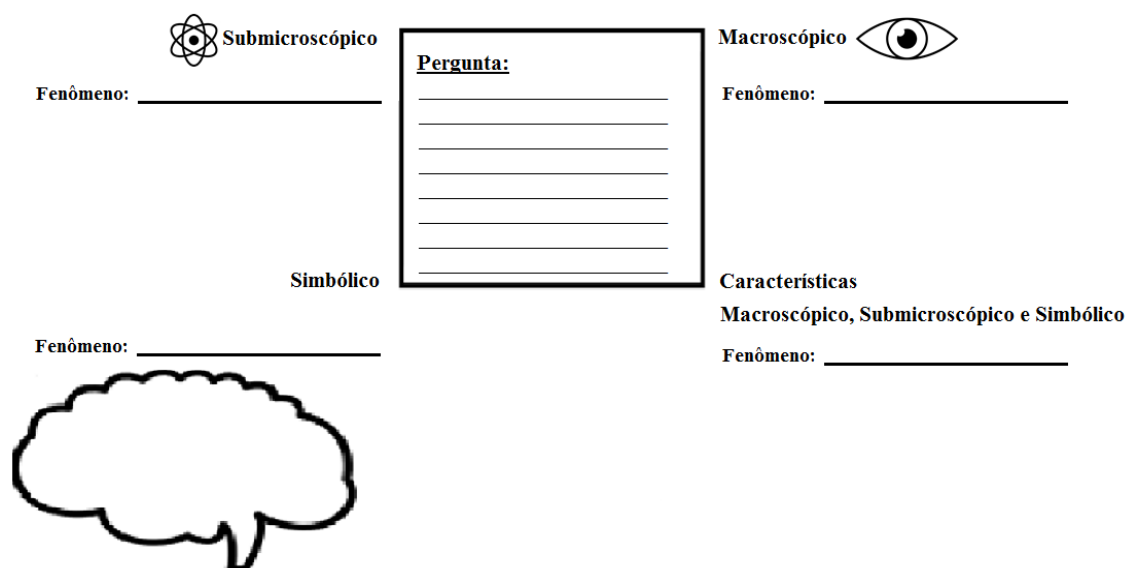 Submicroscópico
Fenômeno:
Pergunta:
Macroscópico
Fenômeno:
Simbólico
Fenômeno:
Características
Macroscópico, Submicroscópico e Simbólico
Fenômeno: